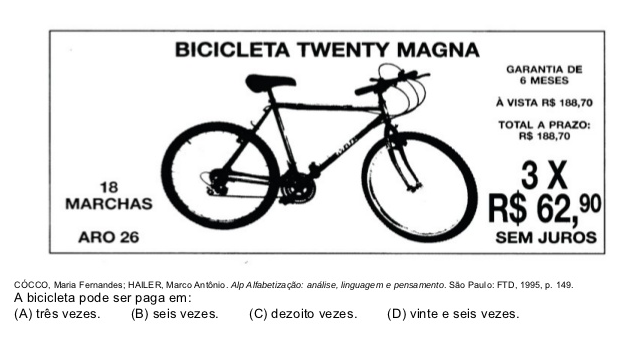 BICICLETA TWENTY MAGNA
GARANTIA DE
6 MESES
À VISTA R$ 188,70
TOTAL A PRAZO:
R$ 188,70
3 X
R$ 62,90
SEM JUROS
18
MARCHAS
ARO 26
CÓCCO, Maria Fernandes; HAILER, Marco Antônio. Alp Alfabetização: análise, linguagem e pensamento. São Paulo: FTD, 1995, p. 149.
A bicicleta pode ser paga em:
(A) três vezes. (B) seis vezes. (C) dezoito vezes. (D) vinte e seis vezes.